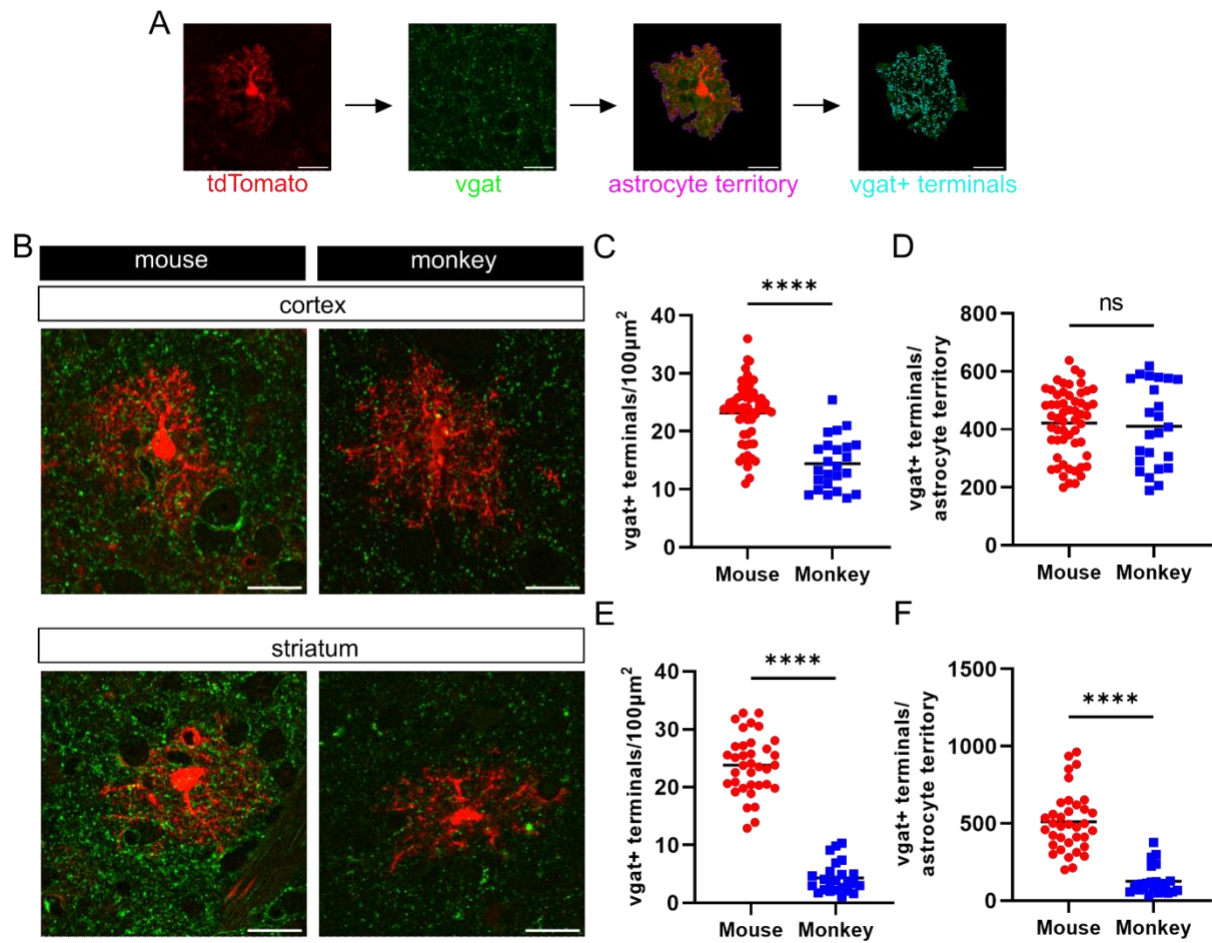 A
tdTomato
vgat
astrocyte territory
vgat+ terminals
B
mouse
monkey
cortex
striatum
C
vgat+ terminals/100µm²
40
30
20
10
0
****
Mouse
Monkey
D
vgat+ terminals/
astrocyte territory
800
600
400
200
0
ns
Mouse
Monkey
E
vgat+ terminals/100µm²
40
30
20
10
0
****
Mouse
Monkey
F
vgat+ terminals/
astrocyte territory
1500
1000
500
0
****
Mouse
Monkey